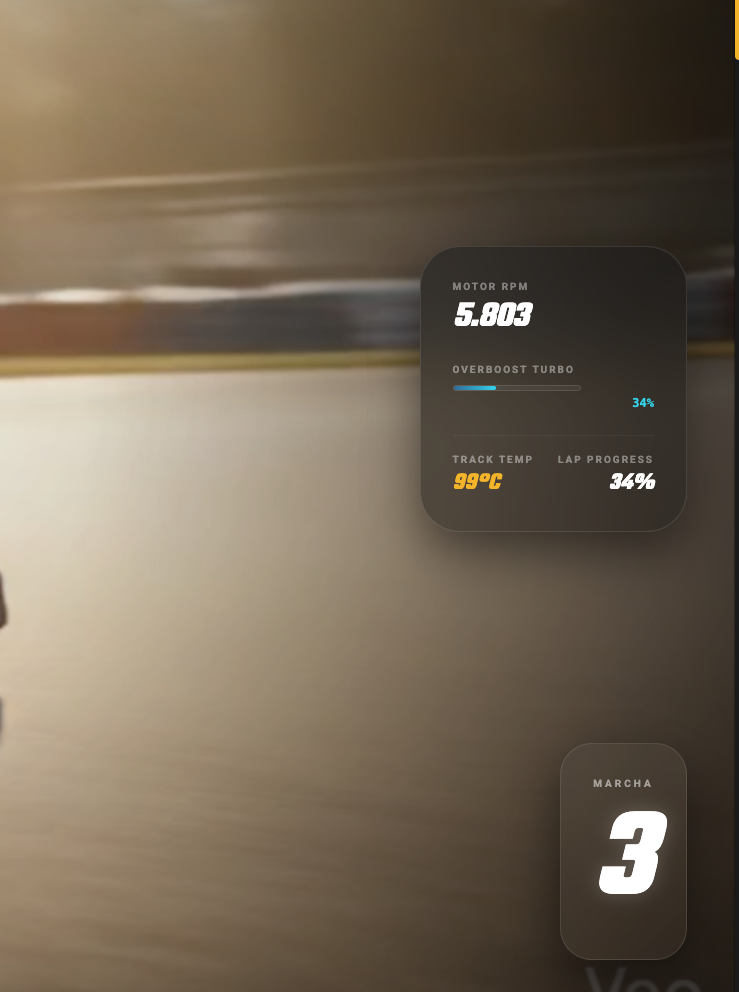 MOTOR RPM
5.803
OVERBOOST TURBO
34%
TRACK TEMP LAP PROGRESS
99°C 34%
MARCHA
3